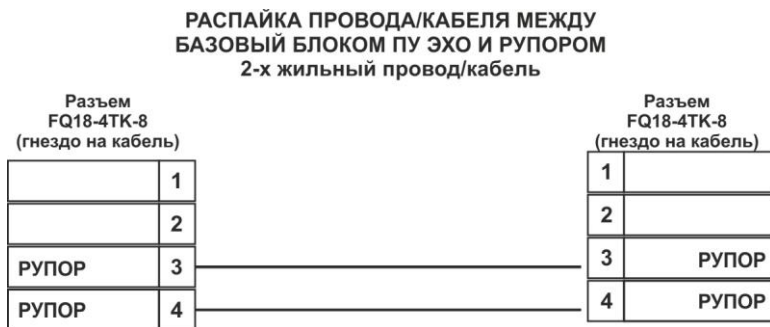 РАСПАЙКА ПРОВОДА/КАБЕЛЯ МЕЖДУ
БАЗОВЫЙ БЛОКОМ ПУ ЭХО И РУПОРОМ
2-х жильный провод/кабель
Разъем
FQ18-4TK-8
(гнездо на кабель)
1
2
РУПОР 3
РУПОР 4
Разъем
FQ18-4TK-8
(гнездо на кабель)
1
2
3 РУПОР
4 РУПОР